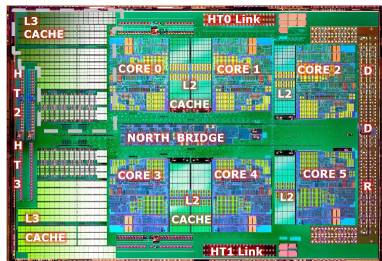 L3
CACHE
HT0 Link
CORE 0
CORE 1
CORE 2
L2
CACHE
L2
H
T
2
D
D
R
NORTH BRIDGE
H
T
3
CORE 3
CORE 4
CORE 5
L2
CACHE
L2
L3
CACHE
HT1 Link